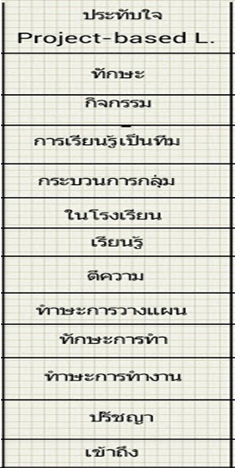 ประทับใจ
Project-based L.
ทักษะ
กิจกรรม
การเรียนรู้เป็นทีม
กระบวนการกลุ่ม
ในโรงเรียน
เรียนรู้
ตีความ
ทำษะการวางแผน
ทักษะการทำ
ทำษะการทำงาน
ปรัชญา
เข้าถึง